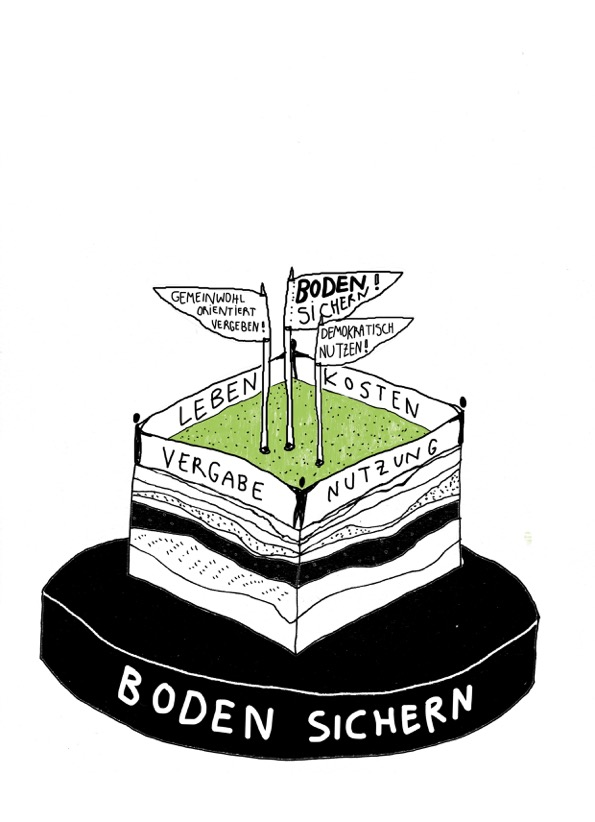 GEMEINWOHL
ORIENTIERT
VERGEBEN!
BODEN,!
SICHERN
DEMOKRATISCH
NUTZEN!
LEBEN
KOSTEN
VERGABE
NUTZUNG
BODEN SICHERN